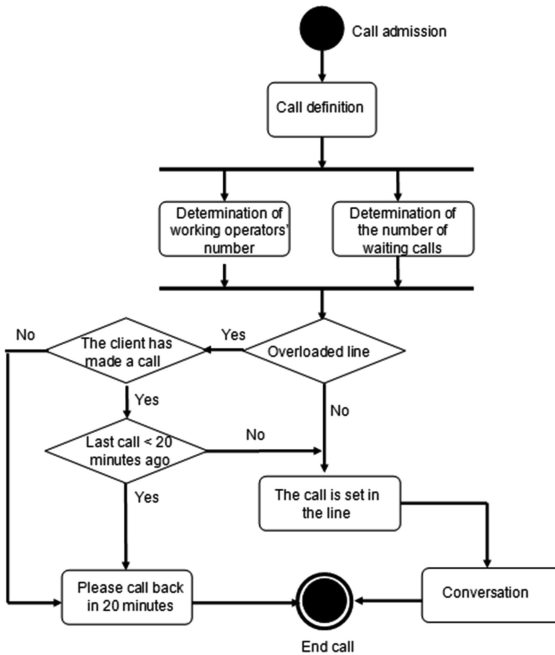 Call admission
Call definition
Determination of
working operators'
number
Determination of
the number of
waiting calls
No
The client has
made a call
Yes
Overloaded line
Yes
No
Last call < 20
minutes ago
No
Yes
The call is set in
the line
Please call back
in 20 minutes
Conversation
End call